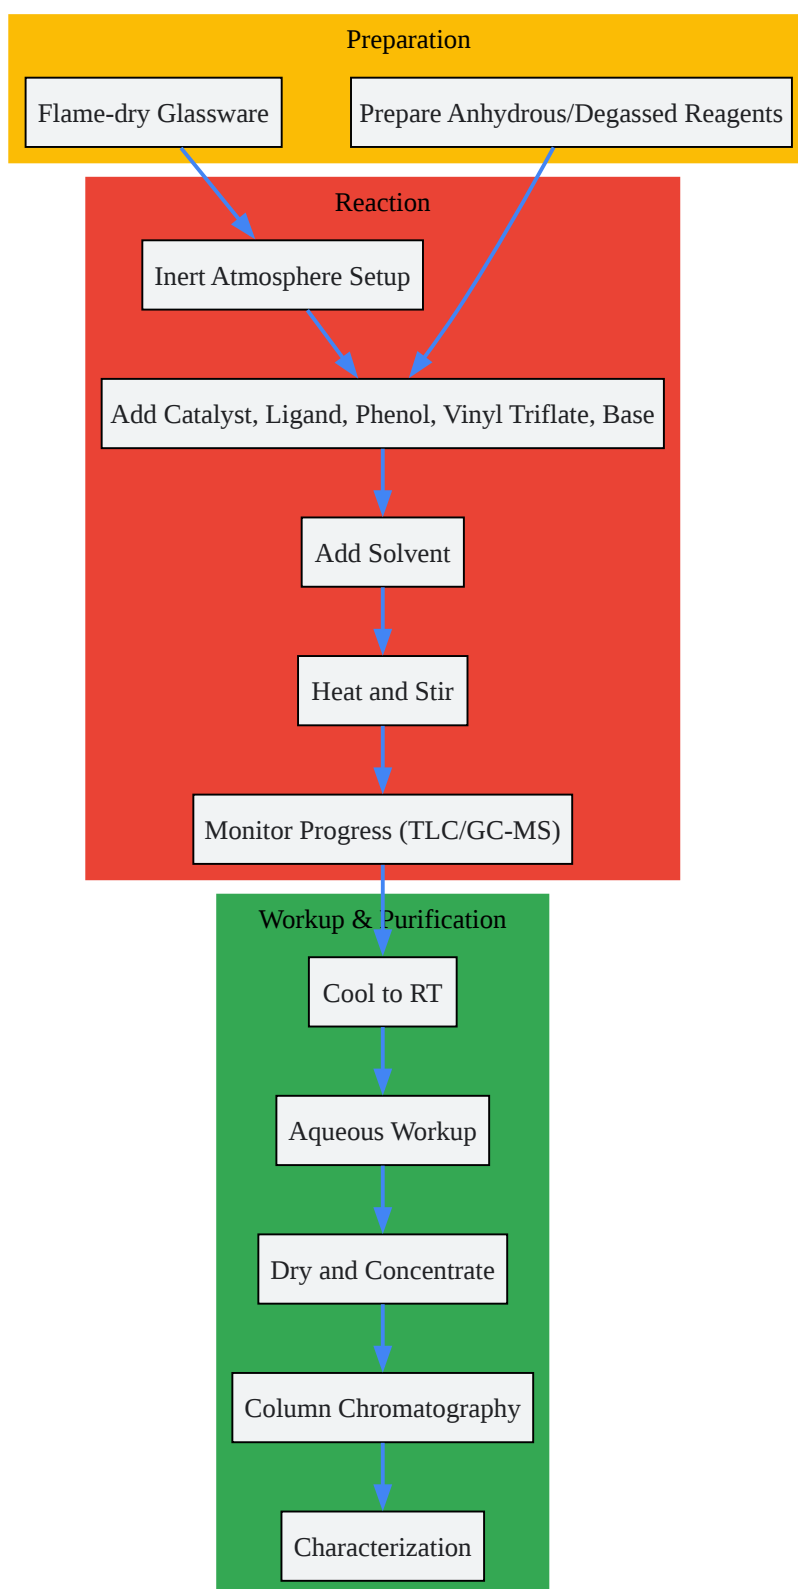 Preparation
Flame-dry Glassware
Prepare Anhydrous/Degassed Reagents
Reaction
Inert Atmosphere Setup
Add Catalyst, Ligand, Phenol, Vinyl Triflate, Base
Add Solvent
Heat and Stir
Monitor Progress (TLC/GC-MS)
Workup & Purification
Cool to RT
Aqueous Workup
Dry and Concentrate
Column Chromatography
Characterization